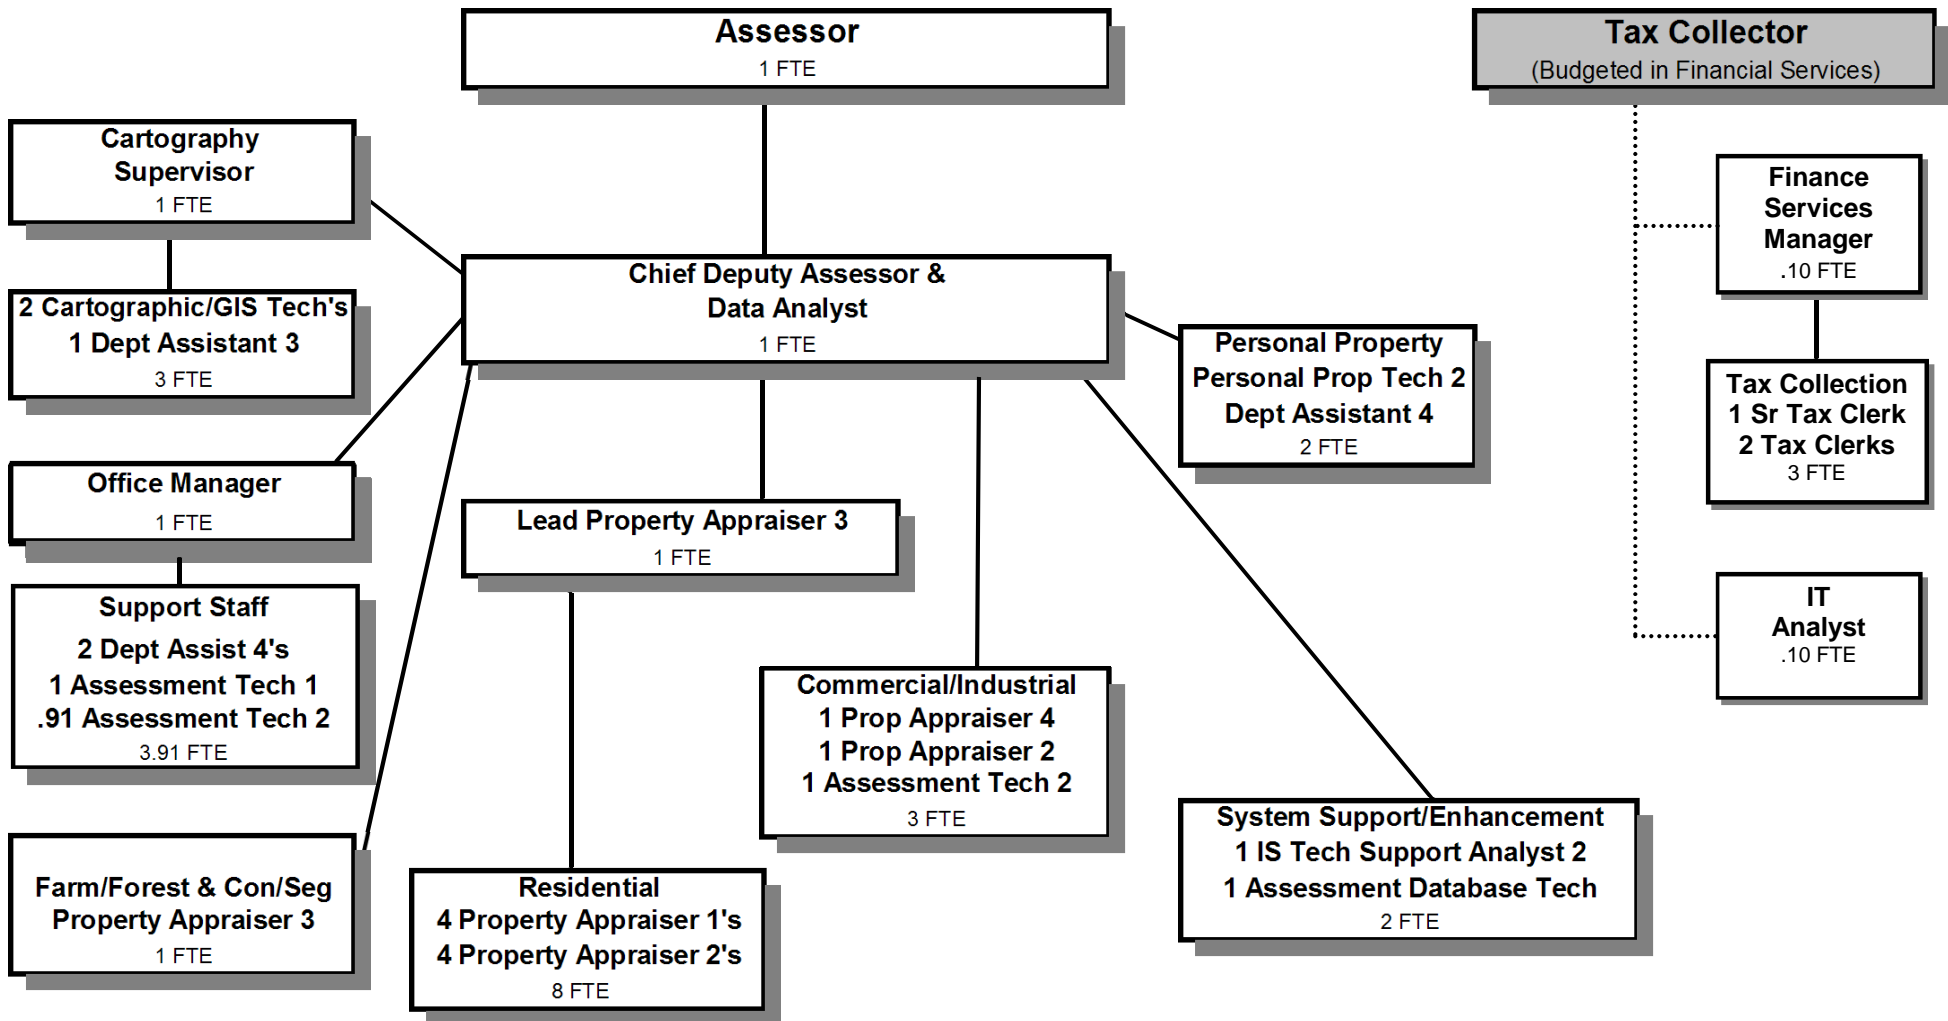 Assessor
1 FTE
Tax Collector
(Budgeted in Financial Services)
Cartography
Supervisor
1 FTE
2 Cartographic/GIS Tech's
1 Dept Assistant 3
3 FTE
Chief Deputy Assessor &
Data Analyst
1 FTE
Personal Property
Personal Prop Tech 2
Dept Assistant 4
2 FTE
Finance
Services
Manager
.10 FTE
Tax Collection
1 Sr Tax Clerk
2 Tax Clerks
3 FTE
Office Manager
1 FTE
Lead Property Appraiser 3
1 FTE
Support Staff
2 Dept Assist 4's
1 Assessment Tech 1
.91 Assessment Tech 2
3.91 FTE
IT
Analyst
.10 FTE
Commercial/Industrial
1 Prop Appraiser 4
1 Prop Appraiser 2
1 Assessment Tech 2
3 FTE
System Support/Enhancement
1 IS Tech Support Analyst 2
1 Assessment Database Tech
2 FTE
Farm/Forest & Con/Seg
Property Appraiser 3
1 FTE
Residential
4 Property Appraiser 1's
4 Property Appraiser 2's
8 FTE